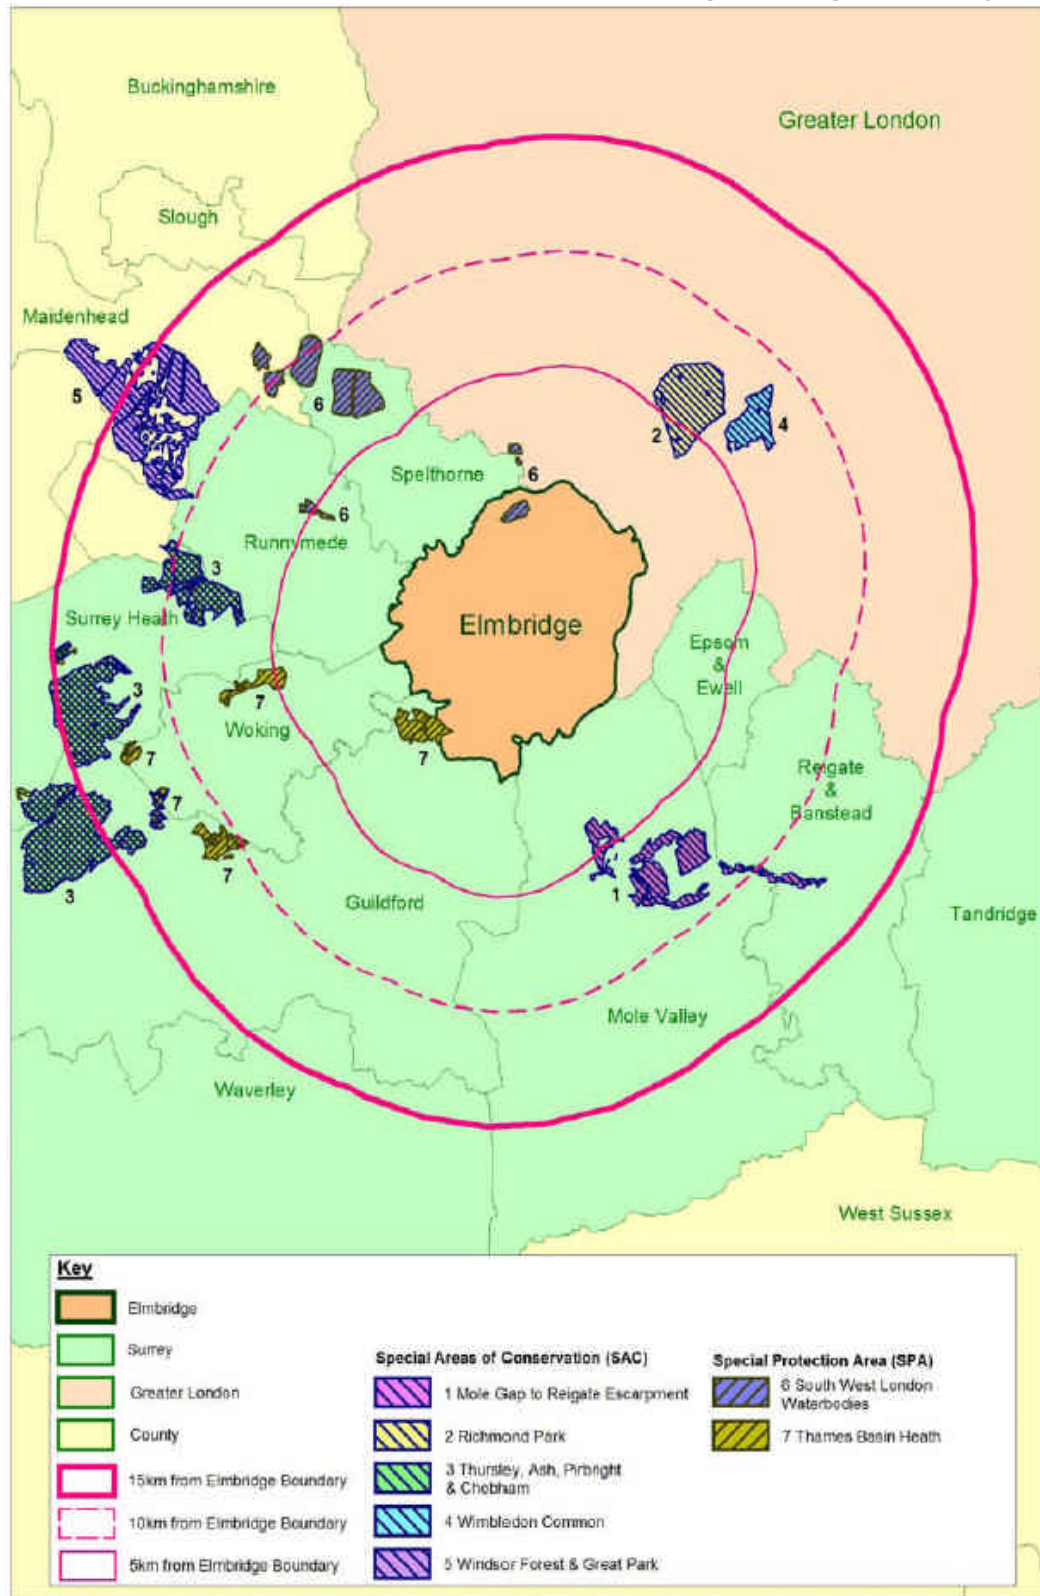 Buckinghamshire
Greater London
Slough
Maidenhead
5
6
2
4
Spelthorne
6
6
Runnymede
3
Surrey Heath
Elmbridge
Epsom
&
Ewell
3
7
Woking
7
7
Reigate
&
Banstead
7
7
3
1
Guildford
Tandridge
Mole Valley
Waverley
West Sussex
Key
Elmbridge
Surrey
Greater London
County
15km from Elmbridge Boundary
10km from Elmbridge Boundary
5km from Elmbridge Boundary
Special Areas of Conservation (SAC)
1 Mole Gap to Reigate Escarpment
2 Richmond Park
3 Thursley, Ash, Pirbright
& Chobham
4 Wimbledon Common
5 Windsor Forest & Great Park
Special Protection Area (SPA)
6 South West London
Waterbodies
7 Thames Basin Heath